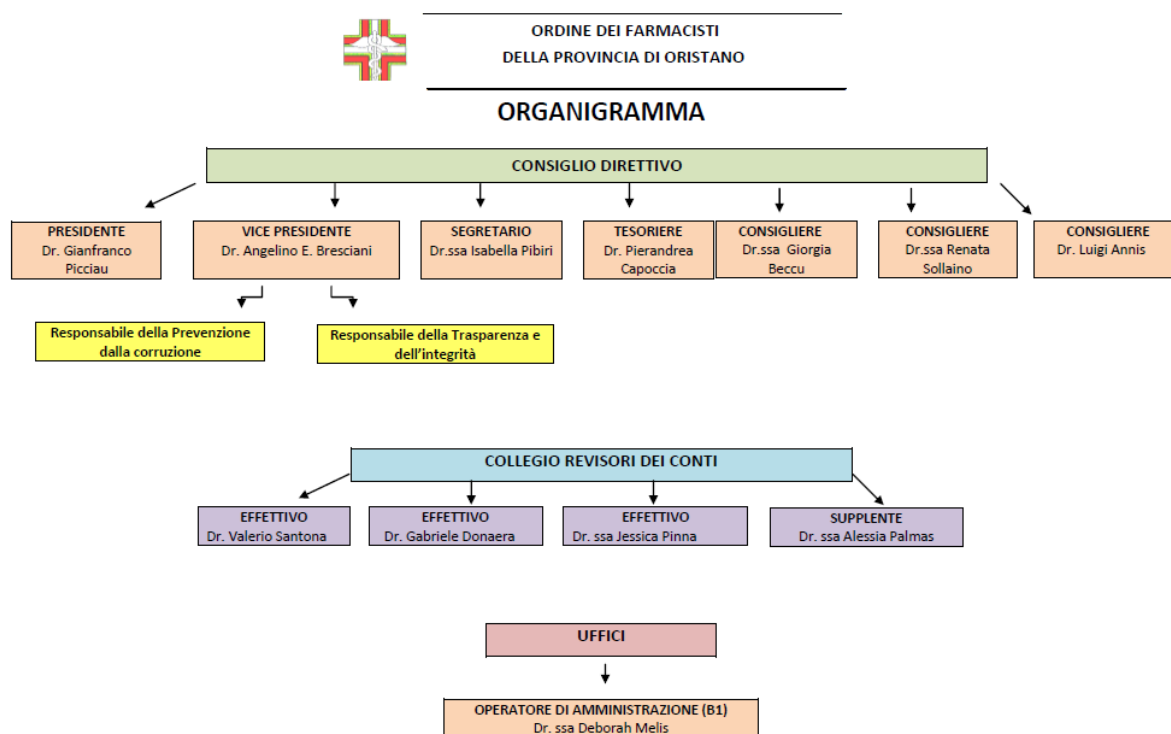 ORDINE DEI FARMACISTI
DELLA PROVINCIA DI ORISTANO
ORGANIGRAMMA
CONSIGLIO DIRETTIVO
PRESIDENTE
Dr. Gianfranco
Picciau
VICE PRESIDENTE
Dr. Angelino E. Bresciani
SEGRETARIO
Dr.ssa Isabella Pibiri
TESORIERE
Dr. Pierandrea
Capoccia
CONSIGLIERE
Dr.ssa Giorgia
Beccu
CONSIGLIERE
Dr.ssa Renata
Sollaino
CONSIGLIERE
Dr. Luigi Annis
Responsabile della Prevenzione
dalla corruzione
Responsabile della Trasparenza e
dell'integrità
COLLEGIO REVISORI DEI CONTI
EFFETTIVO
Dr. Valerio Santona
EFFETTIVO
Dr. Gabriele Donaera
EFFETTIVO
Dr. ssa Jessica Pinna
SUPPLENTE
Dr. ssa Alessia Palmas
UFFICI
OPERATORE DI AMMINISTRAZIONE (B1)
Dr. ssa Deborah Melis